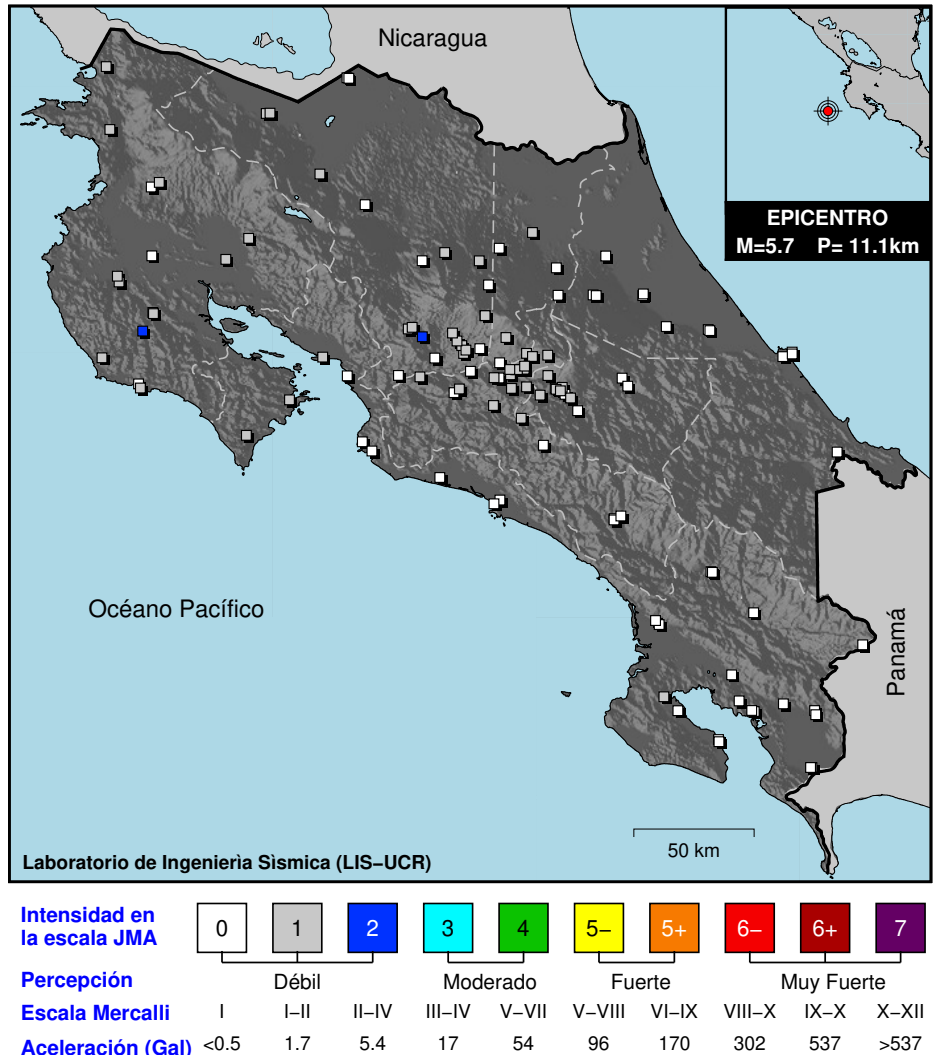 Nicaragua
EPICENTRO
M=5.7 P= 11.1km
Océano Pacífico
Panamá
50 km
Laboratorio de Ingenierìa Sìsmica (LIS−UCR)
Intensidad en
la escala JMA
0 1 2 3 4 5− 5+ 6− 6+ 7
Percepción Débil Moderado Fuerte Muy Fuerte
Escala Mercalli I I−II II−IV III−IV V−VII V−VIII VI−IX VIII−X IX−X X−XII
Aceleración (Gal) <0.5 1.7 5.4 17 54 96 170 302 537 >537